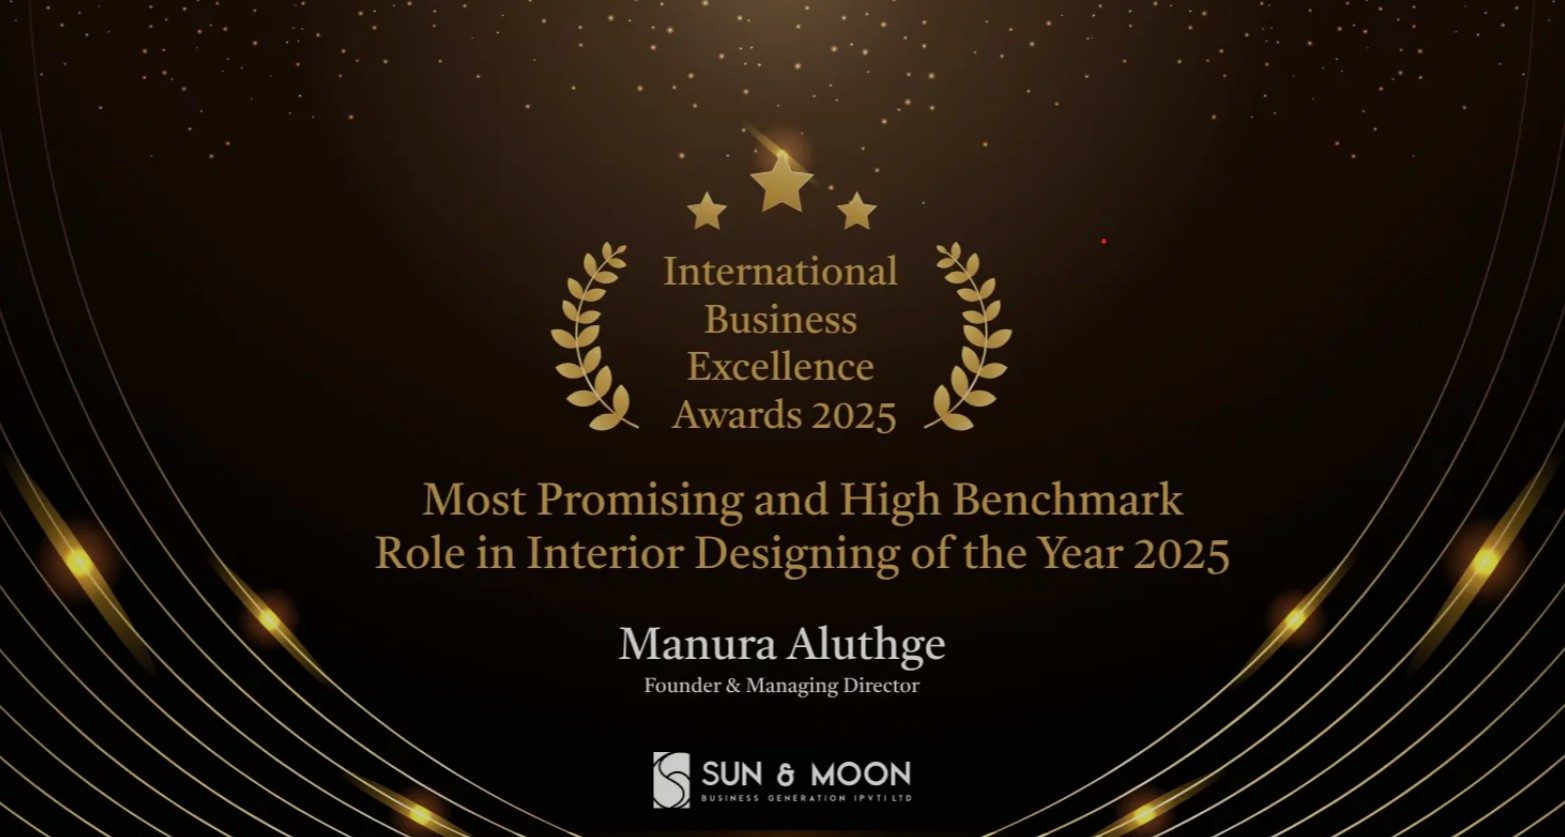 International
Business
Excellence
Awards 2025
Most Promising and High Benchmark
Role in Interior Designing of the Year 2025
Manura Aluthge
Founder & Managing Director
SUN & MOON
BUSINESS GENERATION (PVT) LTD